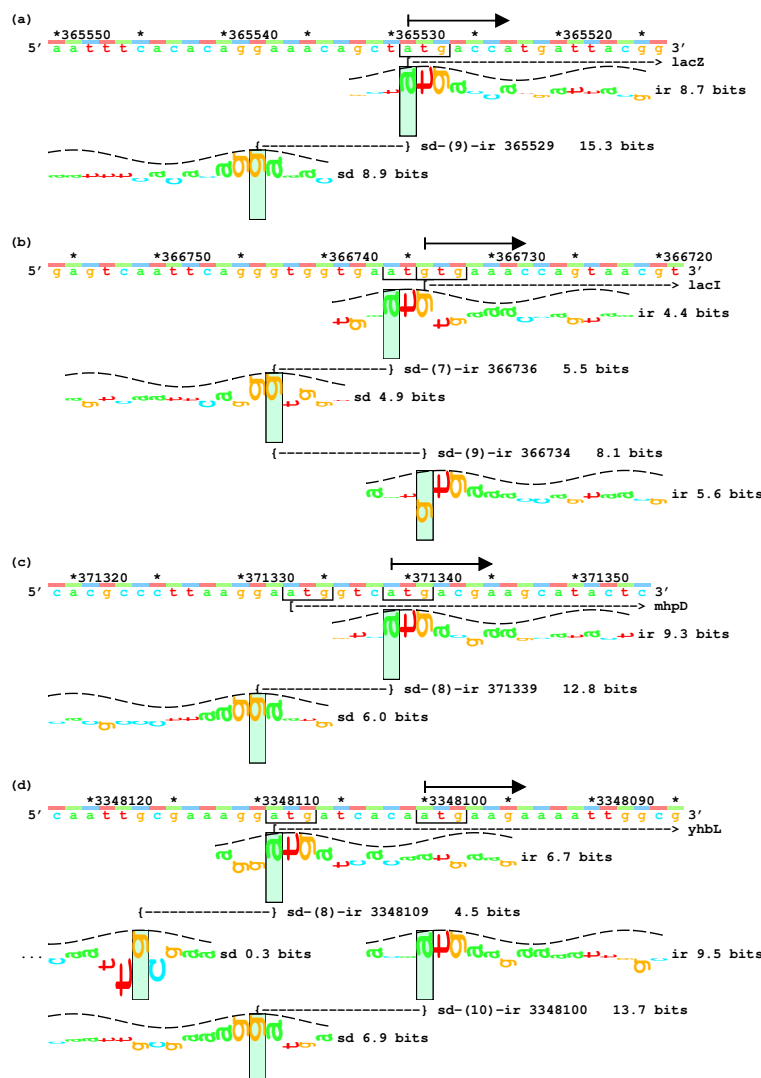 (a)
*365550 * *365540 * *365530 * *365520 *
5' a a t t t c a c a c a g g a a a c a g c t a t g a c c a t g a t t a c g g 3'
lacZ
ir 8.7 bits
{---------------} sd-(9)-ir 365529 15.3 bits
sd 8.9 bits
(b)
* *366750 * *366740 * *366730 * *366720
5' g a g t c a a t t c a g g g t g g t g a a t g t g a a a c c a g t a a c g t 3'
lacI
ir 4.4 bits
{---------------} sd-(7)-ir 366736 5.5 bits
sd 4.9 bits
{---------------} sd-(9)-ir 366734 8.1 bits
ir 5.6 bits
(c)
*371320 * *371330 * *371340 * *371350
5' c a c g c c c t t a a g g a a t g g t c a t g a c g a a g c a t a c t c 3'
mhpD
ir 9.3 bits
{--------------} sd-(8)-ir 371339 12.8 bits
sd 6.0 bits
(d)
*3348120 * *3348110 * *3348100 * *3348090 *
5' c a a t t g c g a a a g g a t g a t c a c a a t g a a g a a a a t t g g c g 3'
yhbL
ir 6.7 bits
{--------------} sd-(8)-ir 3348109 4.5 bits
... sd 0.3 bits ir 9.5 bits
{----------------} sd-(10)-ir 3348100 13.7 bits
sd 6.9 bits